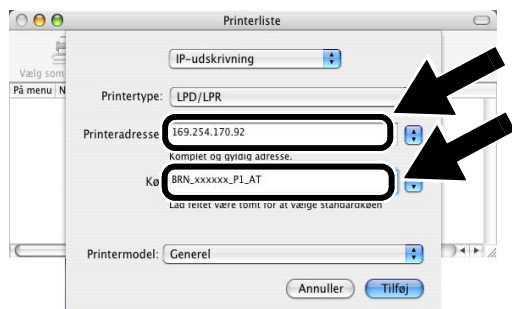 Printerliste
Vælg som
På menu N
IP-udskrivning
Printertype: LPD/LPR
Printeradresse 169.254.170.92
Komplet og gyldig adresse.
Kø BRN_xxxxxx_P1_AT
Lad feltet være tomt for at vælge standardkøen
Printermodel: Generel
Annuller Tilføj